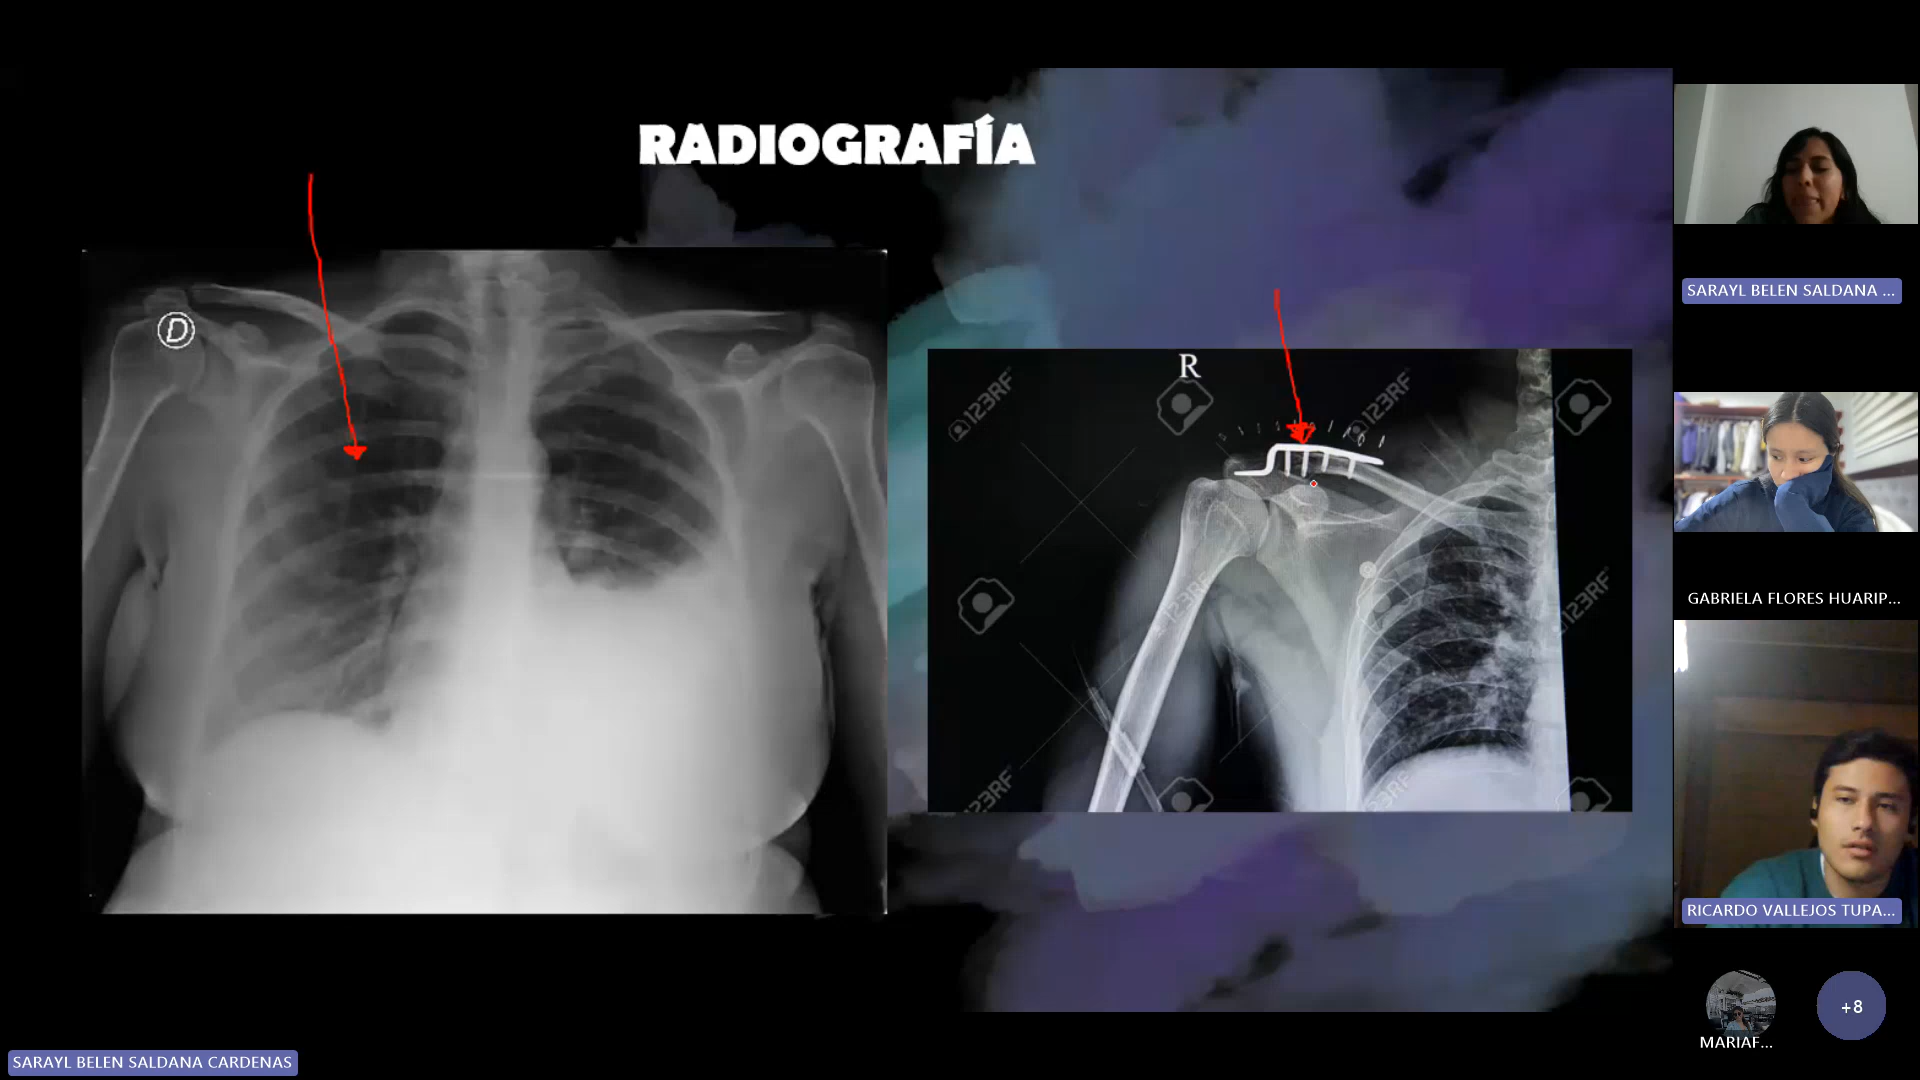 RADIOGRAFÍA
D
R
123RF
123RF
123RF
123RF
123RF
123RF
SARAYL BELEN SALDANA ...
GABRIELA FLORES HUARIP...
RICARDO VALLEJOS TUPA...
MARIAF...
+8
SARAYL BELEN SALDANA CARDENAS